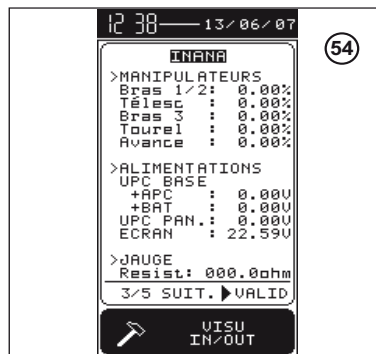 12 38 13/06/07
INANA
>MANIPULATEURS
Bras 1/2: 0.00%
Télesc : 0.00%
Bras 3 : 0.00%
Tourel : 0.00%
Avance : 0.00%
>ALIMENTATIONS
UPC BASE
+APC : 0.00V
+BAT : 0.00V
UPC PAN.: 0.00V
ECRAN : 22.59V
>JAUGE
Resist: 000.0ohm
3/5 SUIT.▶VALID
VISU
IN/OUT
54